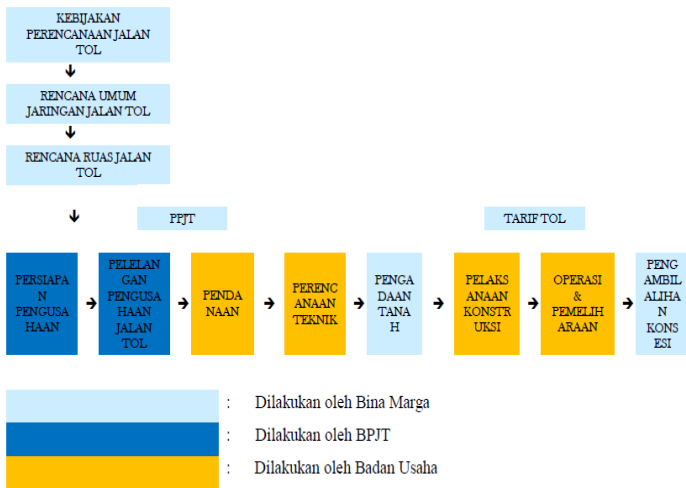 KEBIJAKAN
PERENCANAAN JALAN
TOL
RENCANA UMUM
JARINGAN JALAN TOL
RENCANA RUAS JALAN
TOL
PPJT
TARIF TOL
PERSIAPA
N
PENGUSA
HAAN
PELELAN
GAN
PENGUSA
HAAN
JALAN
TOL
PENDA
NAAN
PERENC
ANAAN
TEKNIK
PENGA
DAAN
TANA
H
PELAKS
ANAAN
KONSTR
UKSI
OPERASI
&
PEMELIH
ARAAN
PENG
AMBIL
ALIHA
N
KONS
ESI
: Dilakukan oleh Bina Marga
: Dilakukan oleh BPJT
: Dilakukan oleh Badan Usaha